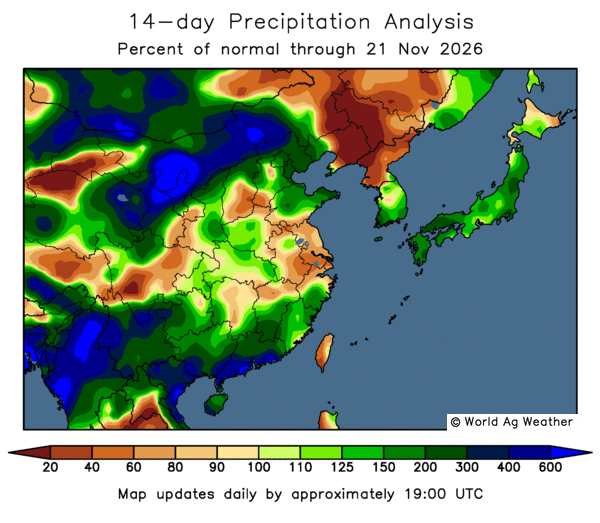 14-day Precipitation Analysis
Percent of normal through 21 Nov 2026
© World Ag Weather
20 40 60 80 90 100 110 125 150 200 300 400 600
Map updates daily by approximately 19:00 UTC